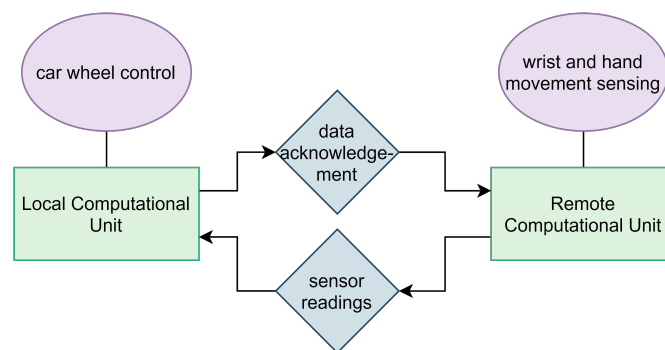 car wheel control
wrist and hand
movement sensing
data
acknowledge-
ment
Local Computational
Unit
Remote
Computational Unit
sensor
readings